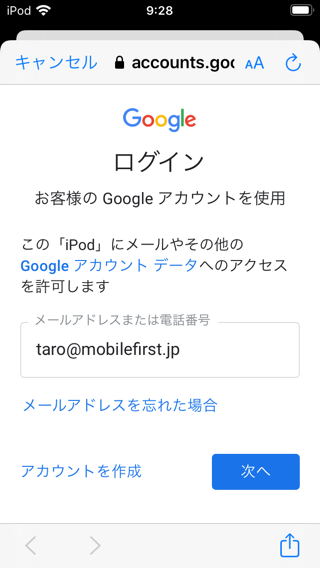 iPod 9:28
キャンセル accounts.goo AA
Google
ログイン
お客様の Google アカウントを使用
この「iPod」にメールやその他の
Google アカウント データへのアクセス
を許可します
メールアドレスまたは電話番号
taro@mobilefirst.jp
メールアドレスを忘れた場合
アカウントを作成 次へ